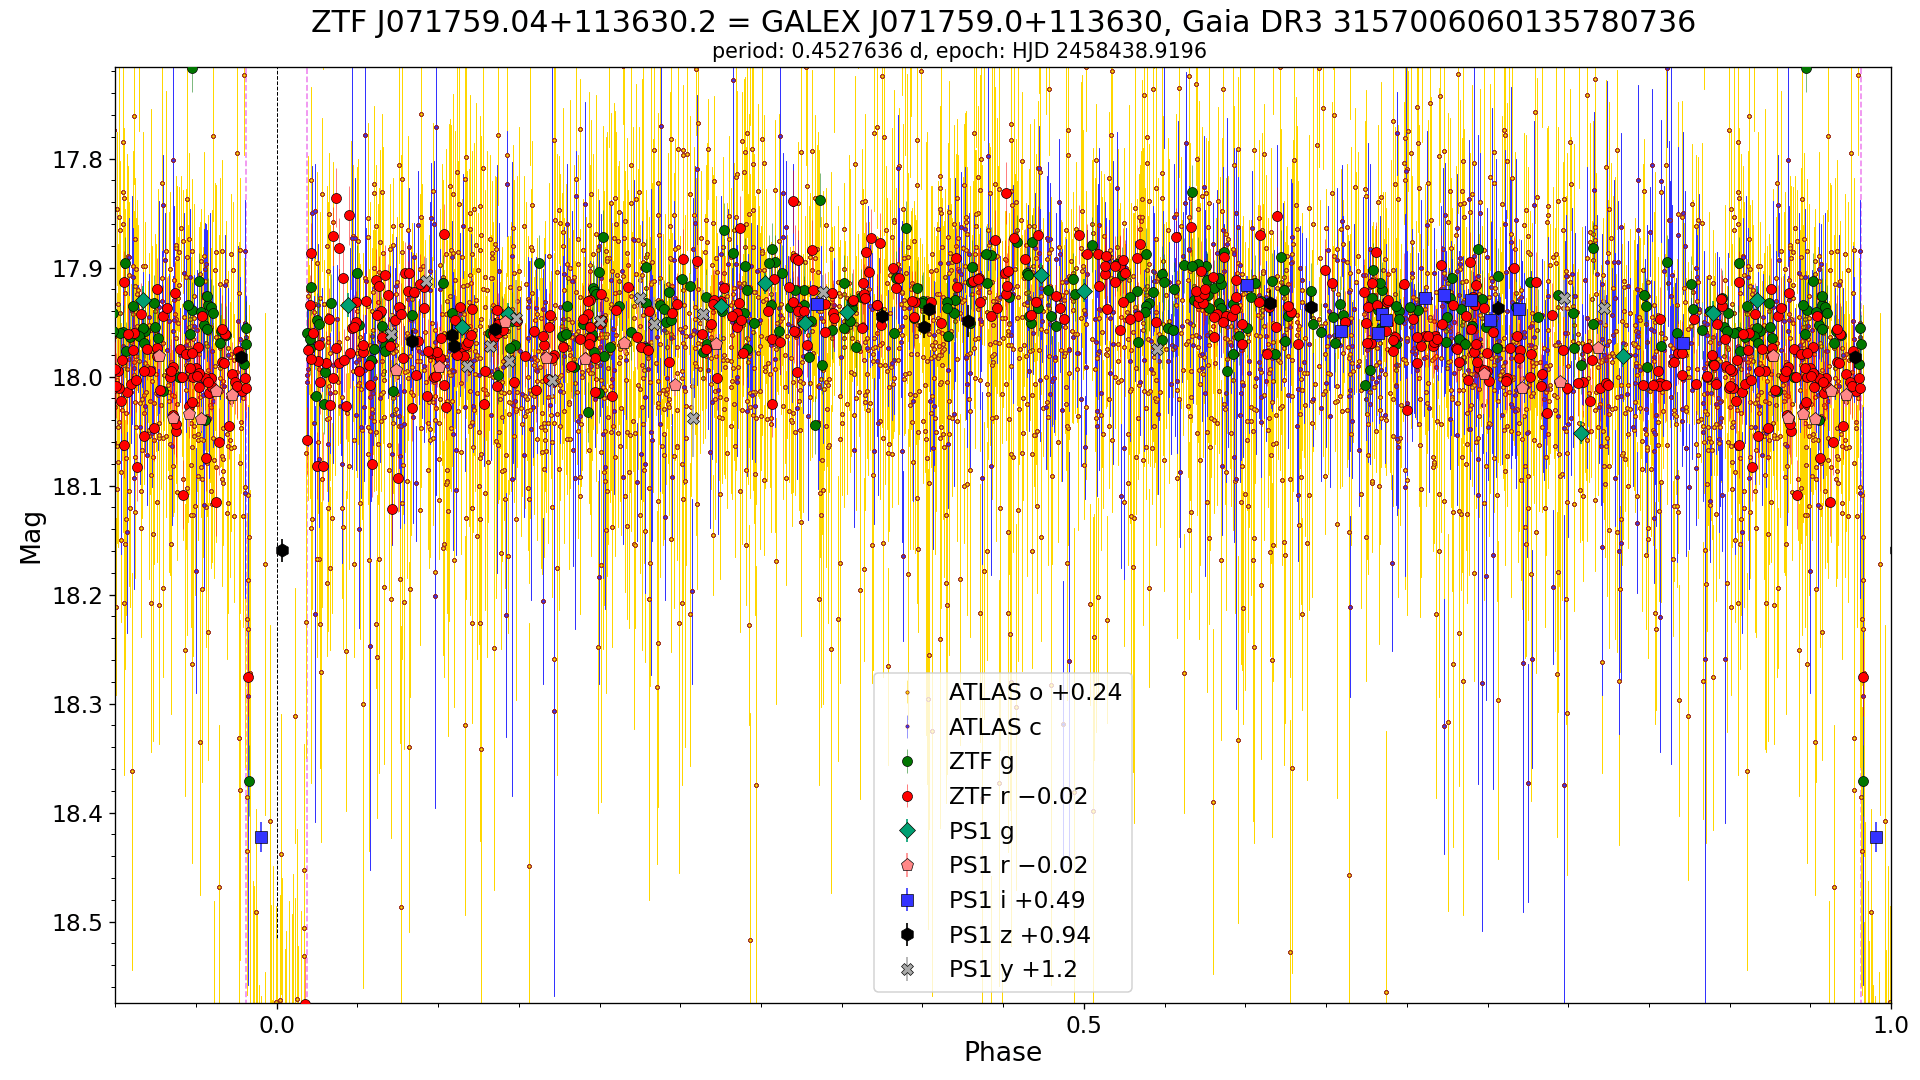 ZTF J071759.04+113630.2 = GALEX J071759.0+113630, Gaia DR3 3157006060135780736
period: 0.4527636 d, epoch: HJD 2458438.9196
Mag
17.8
17.9
18.0
18.1
18.2
18.3
18.4
18.5
ATLAS o +0.24
ATLAS c
ZTF g
ZTF r −0.02
PS1 g
PS1 r −0.02
PS1 i +0.49
PS1 z +0.94
PS1 y +1.2
0.0
0.5
1.0
Phase